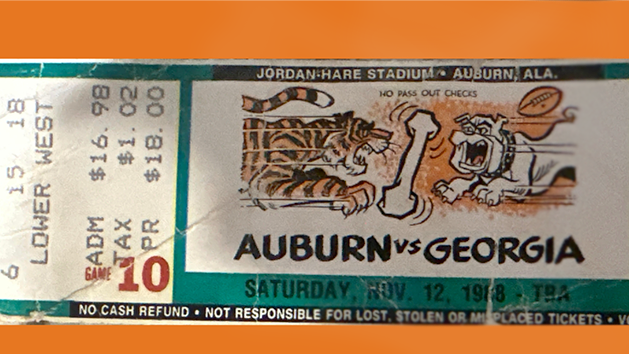 JORDAN-HARE STADIUM • AUBURN, ALA.
NO PASS OUT CHECKS
AUBURN VS GEORGIA
SATURDAY, NOV. 12, 1988 - TBA
NO CASH REFUND • NOT RESPONSIBLE FOR LOST, STOLEN OR MISPLACED TICKETS •
6 15 18
LOWER WEST
ADM $16.98
TAX $1.02
PR $18.00
GAME 10